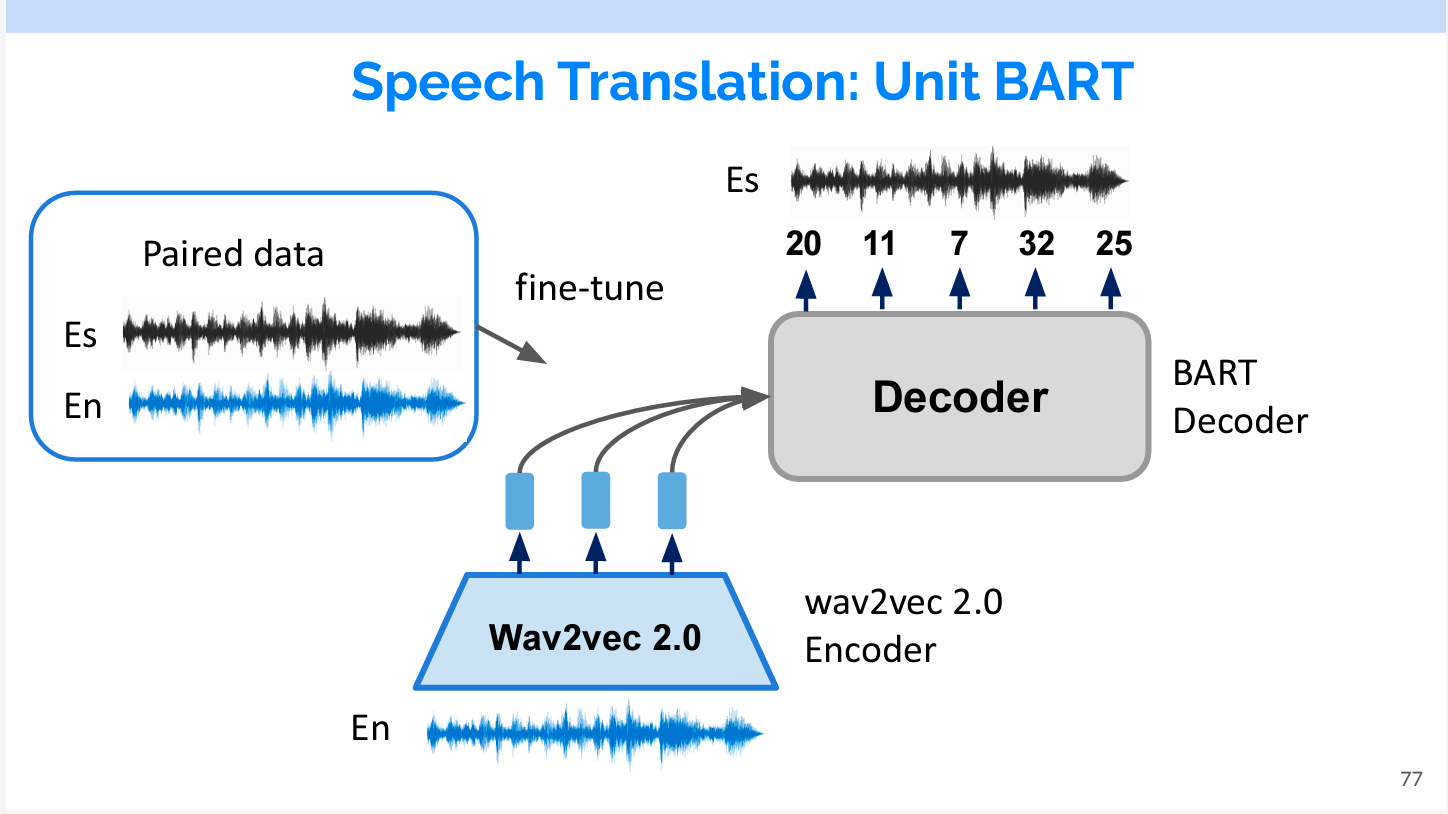 Speech Translation: Unit BART
Paired data
Es
En
fine-tune
Es
20 11 7 32 25
Decoder
BART
Decoder
Wav2vec 2.0
wav2vec 2.0
Encoder
En
77